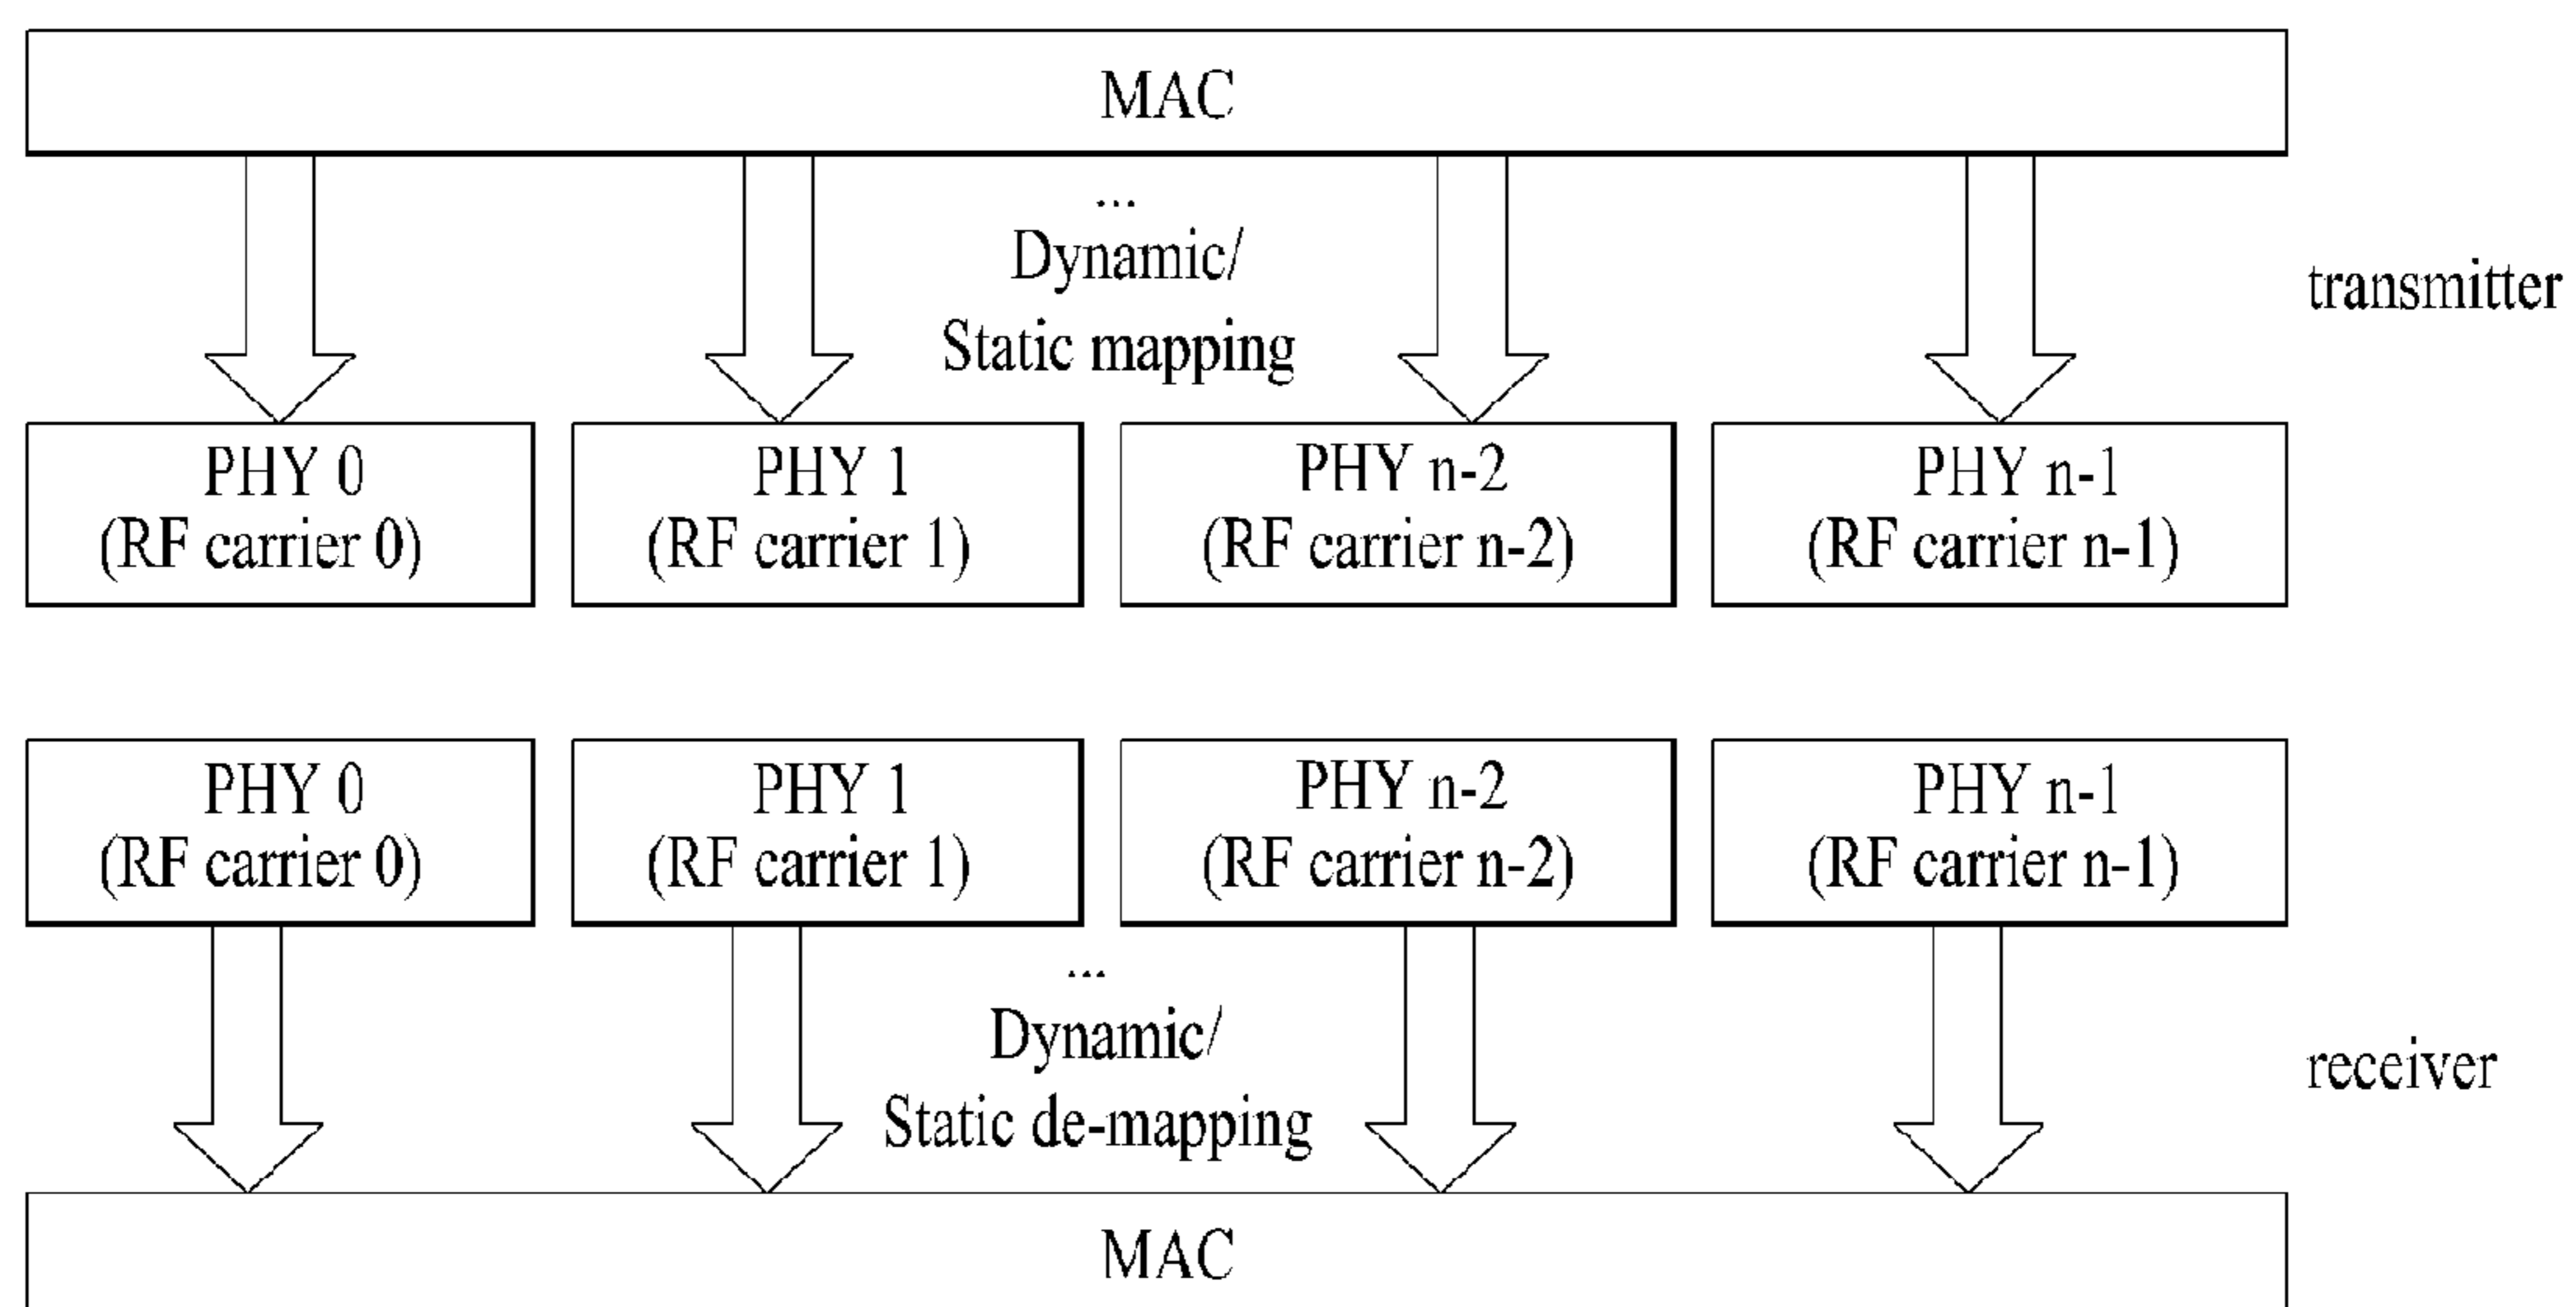 MAC
...
Dynamic/
Static mapping
transmitter
PHY 0
(RF carrier 0)
PHY 1
(RF carrier 1)
PHY n-2
(RF carrier n-2)
PHY n-1
(RF carrier n-1)
PHY 0
(RF carrier 0)
PHY 1
(RF carrier 1)
PHY n-2
(RF carrier n-2)
PHY n-1
(RF carrier n-1)
...
Dynamic/
Static de-mapping
receiver
MAC